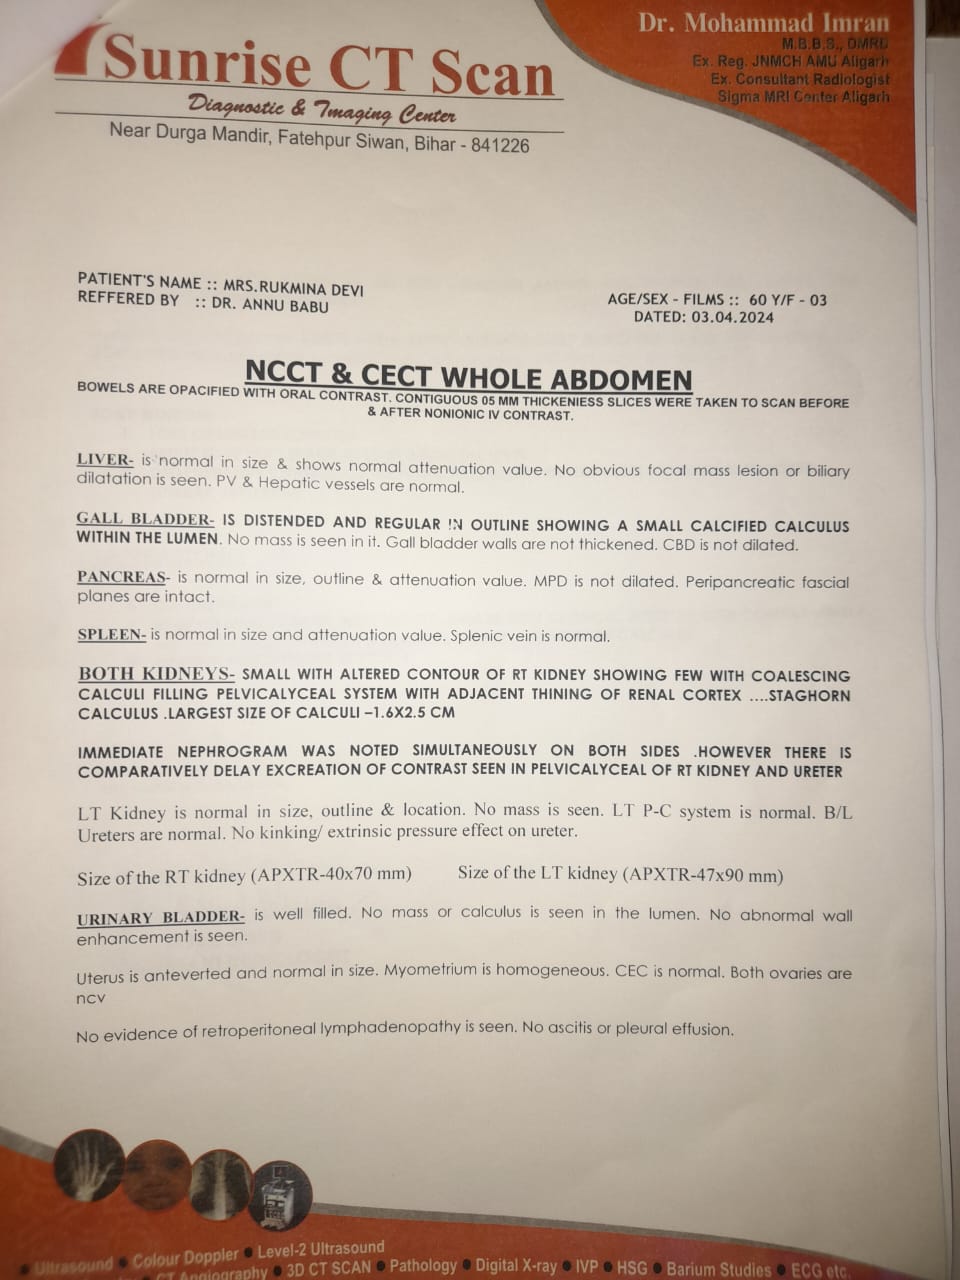 Sunrise CT Scan
Diagnostic & Imaging Center
Near Durga Mandir, Fatehpur Siwan, Bihar - 841226
Dr. Mohammad Imran
M.B.B.S., DMRD
Ex. Reg. JNMCH AMU Aligarh
Ex. Consultant Radiologist
Sigma MRI Center Aligarh
PATIENT'S NAME :: MRS.RUKMINA DEVI
REFFERED BY :: DR. ANNU BABU
AGE/SEX - FILMS :: 60 Y/F - 03
DATED: 03.04.2024
NCCT & CECT WHOLE ABDOMEN
BOWELS ARE OPACIFIED WITH ORAL CONTRAST. CONTIGUOUS 05 MM THICKENIESS SLICES WERE TAKEN TO SCAN BEFORE
& AFTER NONIONIC IV CONTRAST.
LIVER- is normal in size & shows normal attenuation value. No obvious focal mass lesion or biliary
dilatation is seen. PV & Hepatic vessels are normal.
GALL BLADDER- IS DISTENDED AND REGULAR IN OUTLINE SHOWING A SMALL CALCIFIED CALCULUS
WITHIN THE LUMEN. No mass is seen in it. Gall bladder walls are not thickened. CBD is not dilated.
PANCREAS- is normal in size, outline & attenuation value. MPD is not dilated. Peripancreatic fascial
planes are intact.
SPLEEN- is normal in size and attenuation value. Splenic vein is normal.
BOTH KIDNEYS- SMALL WITH ALTERED CONTOUR OF RT KIDNEY SHOWING FEW WITH COALESCING
CALCULI FILLING PELVICALYCEAL SYSTEM WITH ADJACENT THINING OF RENAL CORTEX ....STAGHORN
CALCULUS .LARGEST SIZE OF CALCULI –1.6X2.5 CM
IMMEDIATE NEPHROGRAM WAS NOTED SIMULTANEOUSLY ON BOTH SIDES .HOWEVER THERE IS
COMPARATIVELY DELAY EXCREATION OF CONTRAST SEEN IN PELVICALYCEAL OF RT KIDNEY AND URETER
LT Kidney is normal in size, outline & location. No mass is seen. LT P-C system is normal. B/L
Ureters are normal. No kinking/ extrinsic pressure effect on ureter.
Size of the RT kidney (APXTR-40x70 mm) Size of the LT kidney (APXTR-47x90 mm)
URINARY BLADDER- is well filled. No mass or calculus is seen in the lumen. No abnormal wall
enhancement is seen.
Uterus is anteverted and normal in size. Myometrium is homogeneous. CEC is normal. Both ovaries are
ncv
No evidence of retroperitoneal lymphadenopathy is seen. No ascitis or pleural effusion.
● Ultrasound ● Colour Doppler ● Level-2 Ultrasound
CT Angiography ● 3D CT SCAN ● Pathology ● Digital X-ray ● IVP ● HSG ● Barium Studies ● ECG etc.